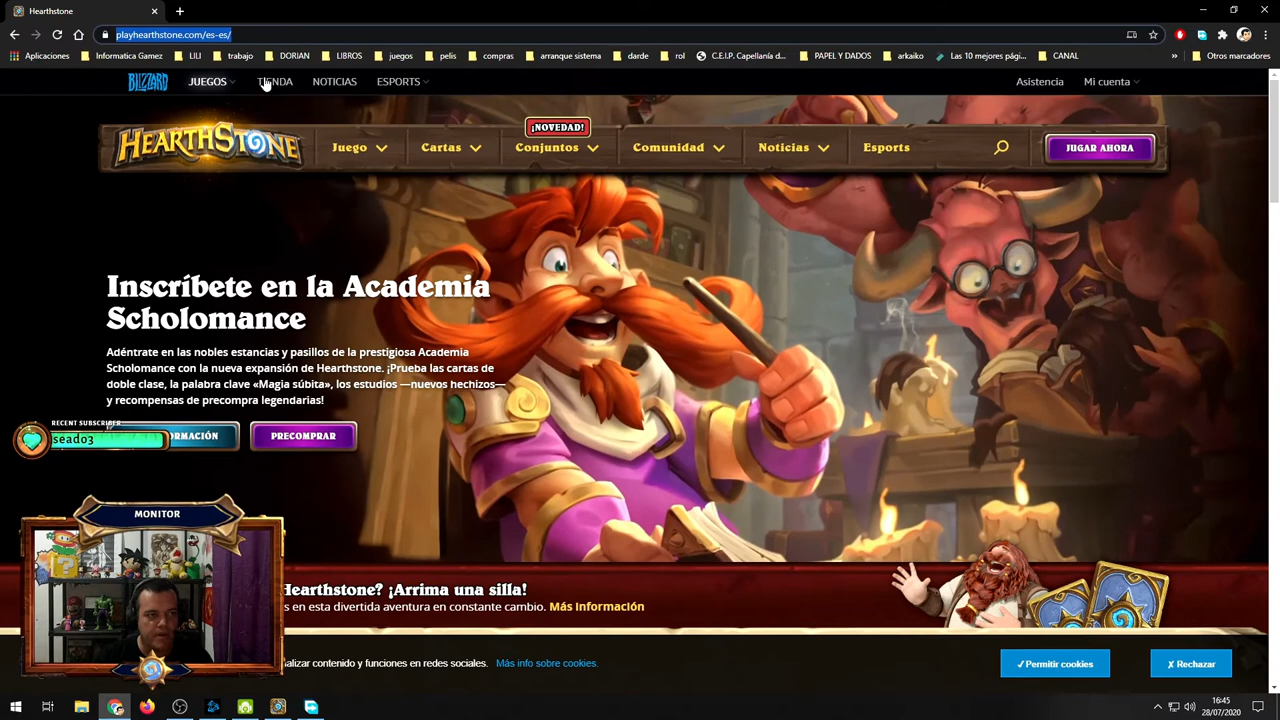 Hearthstone
playhearthstone.com/es-es/
Aplicaciones
Informatica Gamez
LILI
trabajo
DORIAN
LIBROS
juegos
pelis
compras
arranque sistema
darde
rol
C.E.I.P. Capellanía d...
PAPEL Y DADOS
arkaiko
Las 10 mejores pági...
CANAL
»
Otros marcadores
BLIZZARD
JUEGOS
TIENDA
NOTICIAS
ESPORTS
Asistencia
Mi cuenta
¡NOVEDAD!
HEARTHSTONE
Juego
Cartas
Conjuntos
Comunidad
Noticias
Esports
JUGAR AHORA
Inscríbete en la Academia
Scholomance
Adéntrate en las nobles estancias y pasillos de la prestigiosa Academia
Scholomance con la nueva expansión de Hearthstone. ¡Prueba las cartas de
doble clase, la palabra clave «Magia súbita», los estudios —nuevos hechizos—
y recompensas de precompra legendarias!
RECENT SUBSCRIBER
seado3
ORMACIÓN
PRECOMPRAR
MONITOR
Hearthstone? ¡Arrima una silla!
s en esta divertida aventura en constante cambio. Más información
nalizar contenido y funciones en redes sociales. Más info sobre cookies.
✓Permitir cookies
✗ Rechazar
16:45
28/07/2020